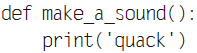 def make_a_sound():
    print('quack')